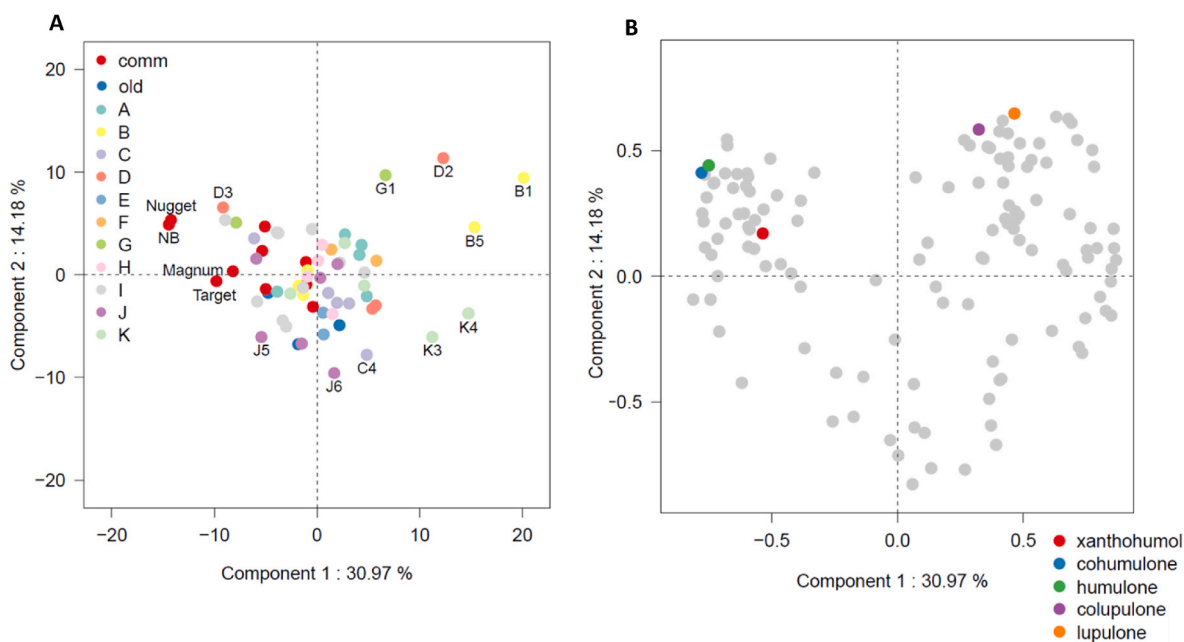 A
comm
old
A
B
C
D
E
F
G
H
I
J
K
20
10
0
−10
−20
−20
−10
0
10
20
D2
G1
B1
D3
Nugget
NB
B5
Magnum
Target
K4
K3
J5
C4
J6
Component 2 : 14.18 %
Component 1 : 30.97 %
B
0.5
0.0
−0.5
−0.5
0.0
0.5
Component 2 : 14.18 %
Component 1 : 30.97 %
xanthohumol
cohumulone
humulone
colupulone
lupulone